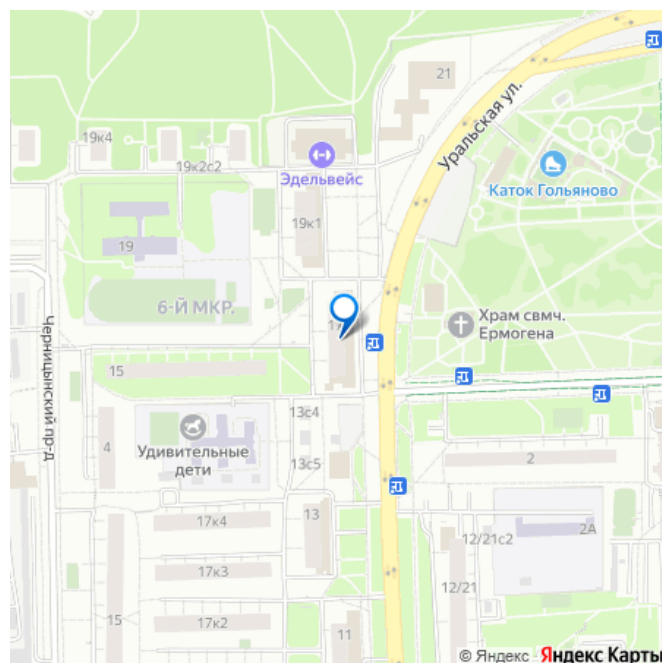 21
19к4
Уральская ул.
19к2с2
Эдельвейс
Каток Гольяново
19к1
19
6-Й МКР.
Храм свмч.
Ермогена
Черницынский пр-д
15
13с4
4
Удивительные
дети
13с5
2
17к4
13
2А
12/21с2
17к3
12/21
15
17к2
11
© Яндекс Яндекс Карты